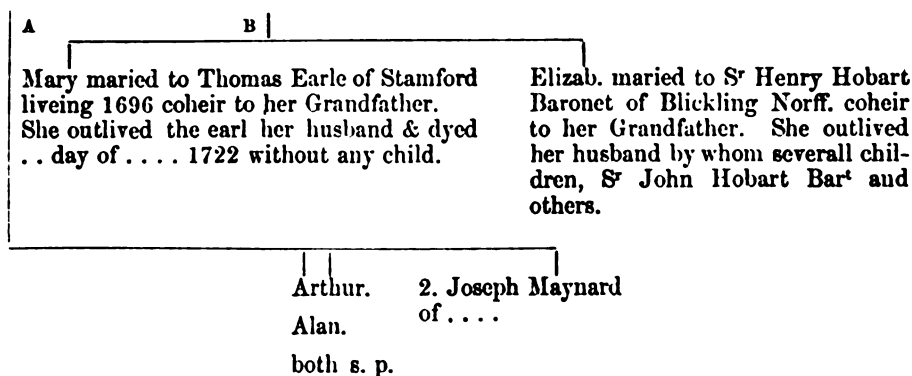 A B
Mary maried to Thomas Earle of Stamford
liveing 1696 coheir to her Grandfather.
She outlived the earl her husband & dyed
. . day of . . . . 1722 without any child.
Elizab. maried to Sʳ Henry Hobart
Baronet of Blickling Norff. coheir
to her Grandfather. She outlived
her husband by whom severall chil-
dren, Sʳ John Hobart Barᵗ and
others.
Arthur.
Alan.
both s. p.
2. Joseph Maynard
of . . . .